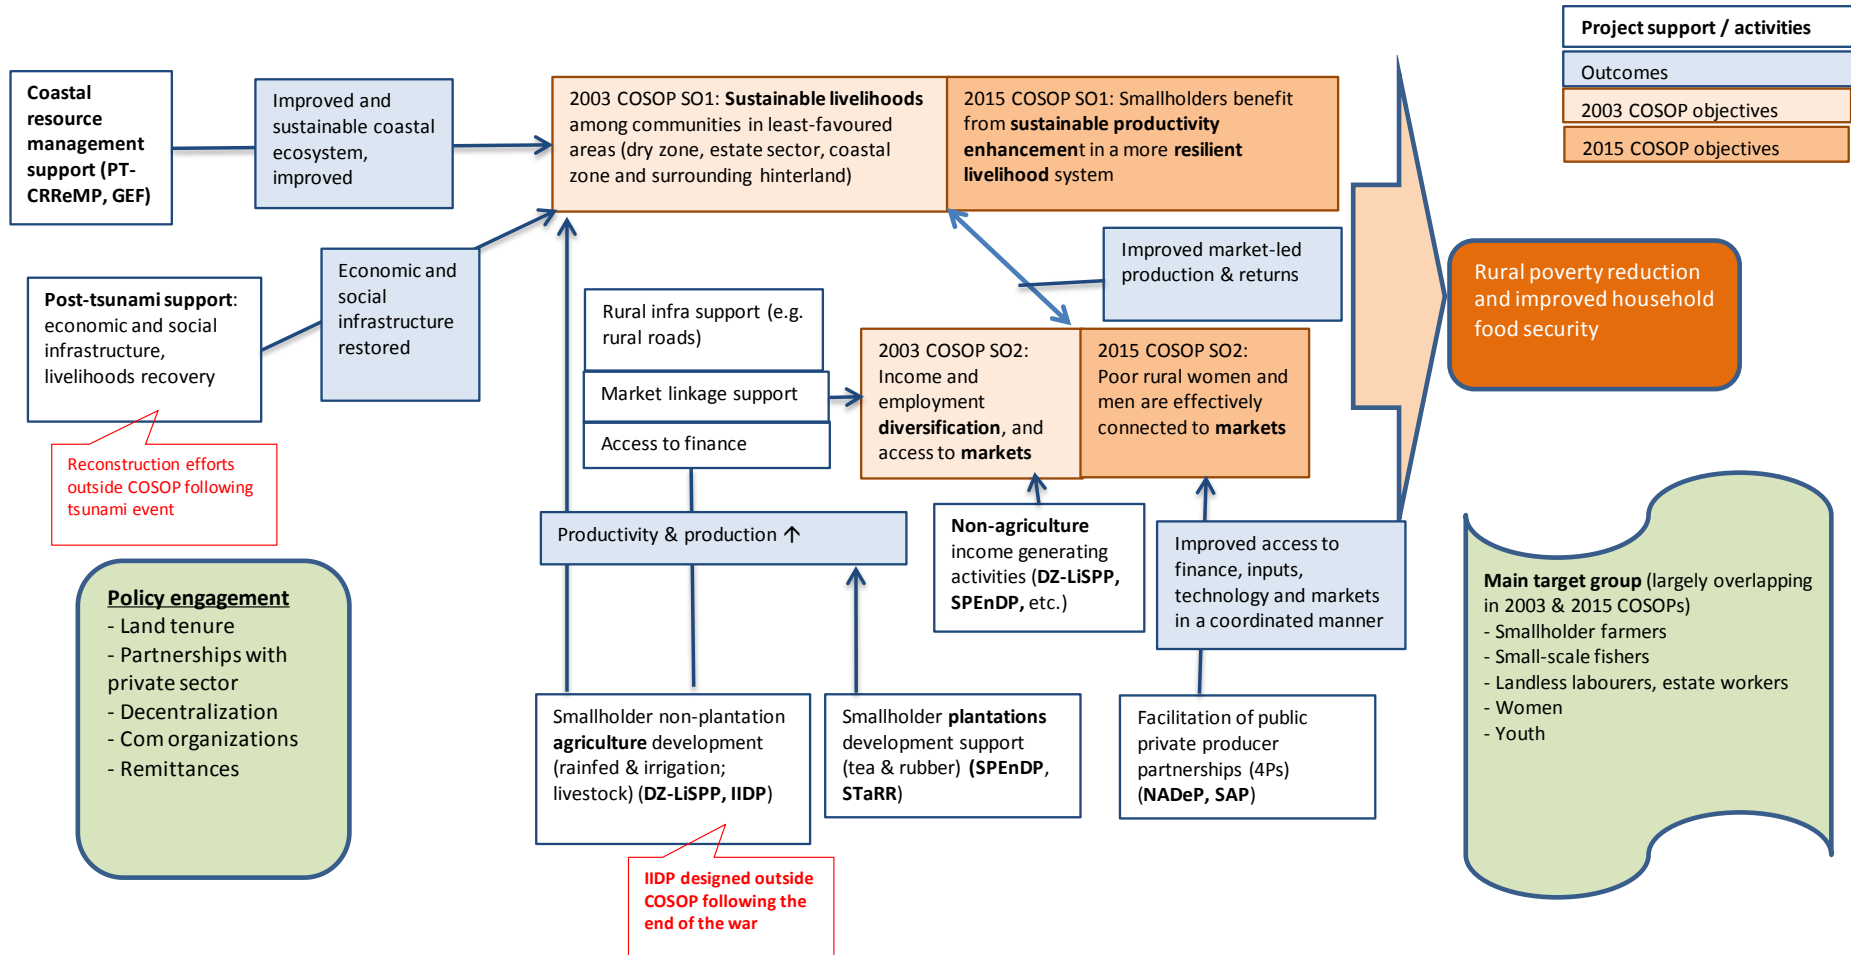 Project support / activities
Outcomes
2003 COSOP objectives
2015 COSOP objectives
Coastal
resource
management
support (PT-
CRReMP, GEF)
Improved and
sustainable coastal
ecosystem,
improved
2003 COSOP SO1: Sustainable livelihoods
among communities in least-favoured
areas (dry zone, estate sector, coastal
zone and surrounding hinterland)
2015 COSOP SO1: Smallholders benefit
from sustainable productivity
enhancement in a more resilient
livelihood system
Post-tsunami support:
economic and social
infrastructure,
livelihoods recovery
Economic and
social
infrastructure
restored
Improved market-led
production & returns
Rural infra support (e.g.
rural roads)
Market linkage support
Access to finance
2003 COSOP SO2:
Income and
employment
diversification, and
access to markets
2015 COSOP SO2:
Poor rural women and
men are effectively
connected to markets
Rural poverty reduction
and improved household
food security
Reconstruction efforts
outside COSOP following
tsunami event
Productivity & production ↑
Non-agriculture
income generating
activities (DZ-LiSPP,
SPEnDP, etc.)
Improved access to
finance, inputs,
technology and markets
in a coordinated manner
Policy engagement
- Land tenure
- Partnerships with
private sector
- Decentralization
- Com organizations
- Remittances
Main target group (largely overlapping
in 2003 & 2015 COSOPs)
- Smallholder farmers
- Small-scale fishers
- Landless labourers, estate workers
- Women
- Youth
Smallholder non-plantation
agriculture development
(rainfed & irrigation;
livestock) (DZ-LiSPP, IIDP)
Smallholder plantations
development support
(tea & rubber) (SPEnDP,
STaRR)
Facilitation of public
private producer
partnerships (4Ps)
(NADeP, SAP)
IIDP designed outside
COSOP following the
end of the war